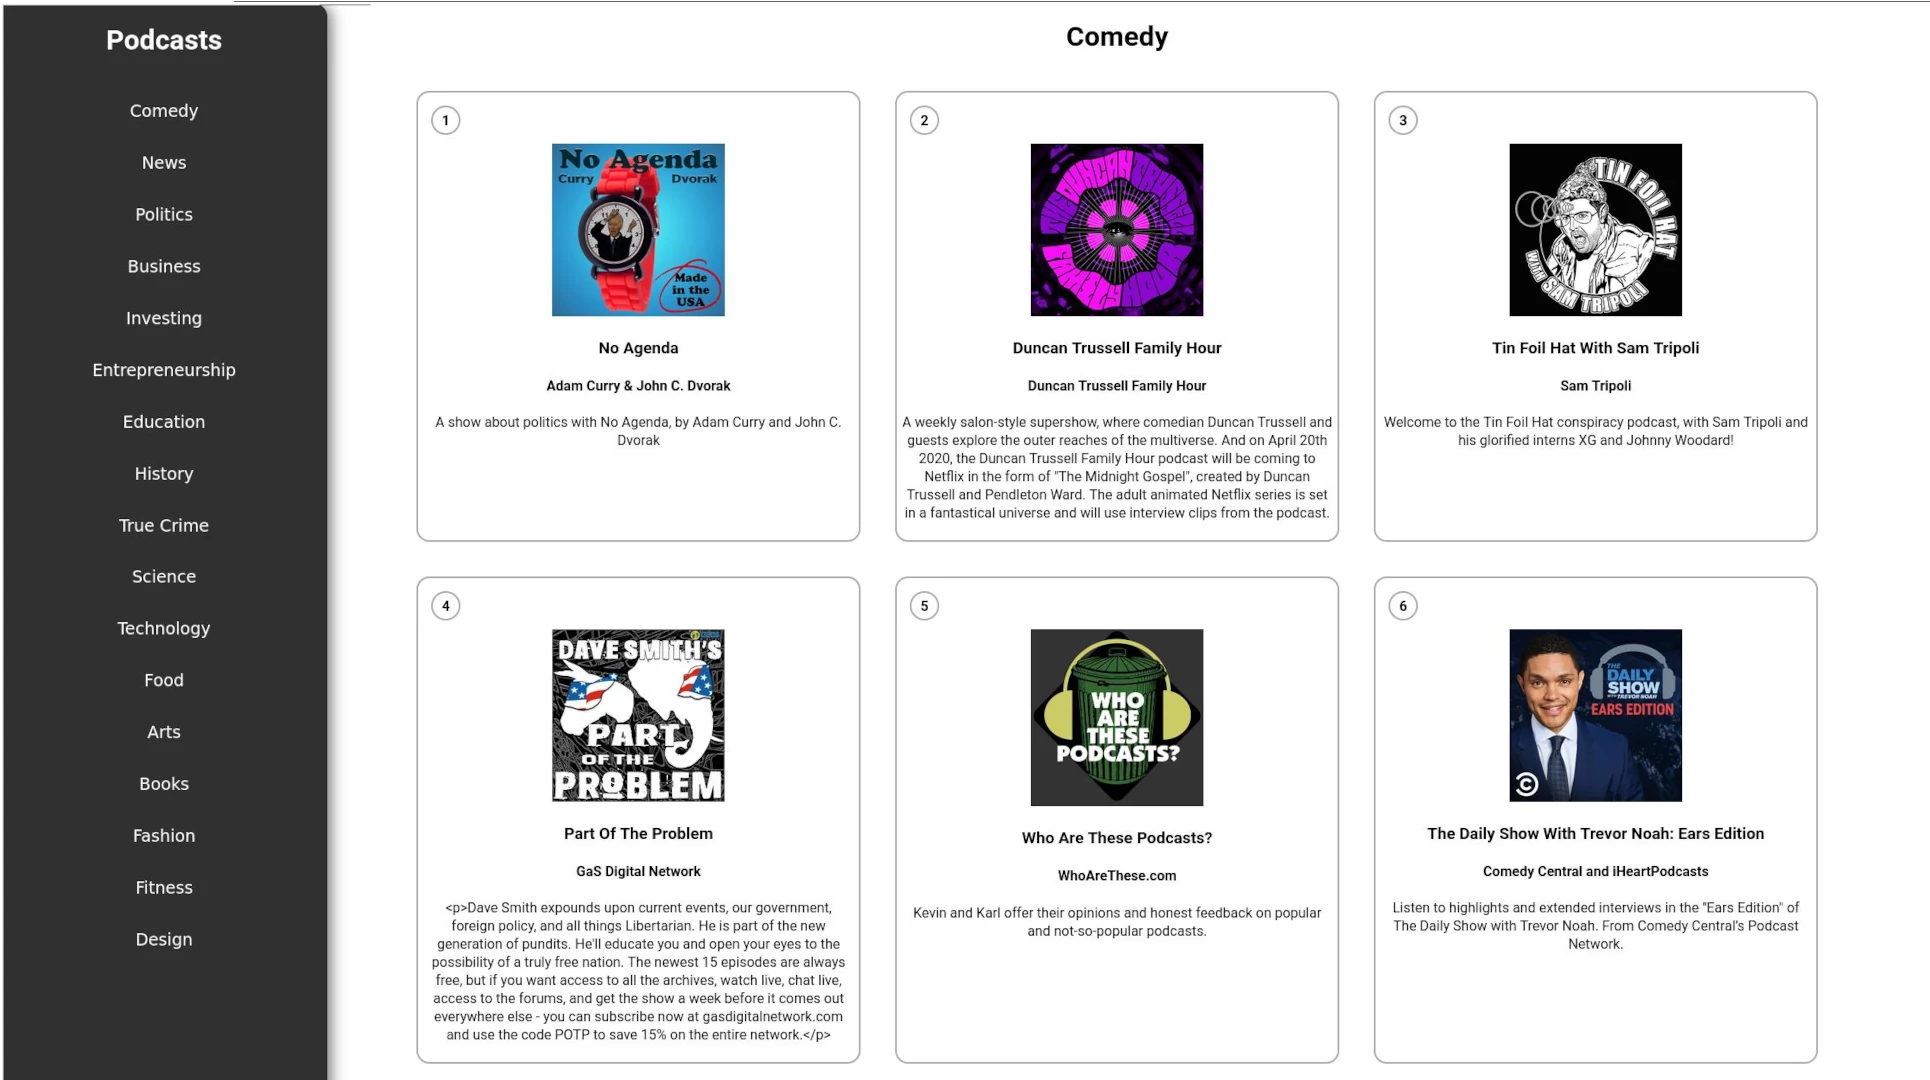 Podcasts
Comedy
News
Politics
Business
Investing
Entrepreneurship
Education
History
True Crime
Science
Technology
Food
Arts
Books
Fashion
Fitness
Design
Comedy
1
No Agenda
Curry Dvorak
Made
in the
USA
No Agenda
Adam Curry & John C. Dvorak
A show about politics with No Agenda, by Adam Curry and John C.
Dvorak
2
DUNCAN TRUSSELL
FAMILY HOUR
Duncan Trussell Family Hour
Duncan Trussell Family Hour
A weekly salon-style supershow, where comedian Duncan Trussell and
guests explore the outer reaches of the multiverse. And on April 20th
2020, the Duncan Trussell Family Hour podcast will be coming to
Netflix in the form of "The Midnight Gospel", created by Duncan
Trussell and Pendleton Ward. The adult animated Netflix series is set
in a fantastical universe and will use interview clips from the podcast.
3
TIN FOIL HAT
WITH SAM TRIPOLI
Tin Foil Hat With Sam Tripoli
Sam Tripoli
Welcome to the Tin Foil Hat conspiracy podcast, with Sam Tripoli and
his glorified interns XG and Johnny Woodard!
4
DAVE SMITH'S
PART
OF THE
PROBLEM
Part Of The Problem
GaS Digital Network
<p>Dave Smith expounds upon current events, our government,
foreign policy, and all things Libertarian. He is part of the new
generation of pundits. He'll educate you and open your eyes to the
possibility of a truly free nation. The newest 15 episodes are always
free, but if you want access to all the archives, watch live, chat live,
access to the forums, and get the show a week before it comes out
everywhere else - you can subscribe now at gasdigitalnetwork.com
and use the code POTP to save 15% on the entire network.</p>
5
WHO
ARE
THESE
PODCASTS?
Who Are These Podcasts?
WhoAreThese.com
Kevin and Karl offer their opinions and honest feedback on popular
and not-so-popular podcasts.
6
THE
DAILY
SHOW
WITH TREVOR NOAH
EARS EDITION
The Daily Show With Trevor Noah: Ears Edition
Comedy Central and iHeartPodcasts
Listen to highlights and extended interviews in the "Ears Edition" of
The Daily Show with Trevor Noah. From Comedy Central's Podcast
Network.